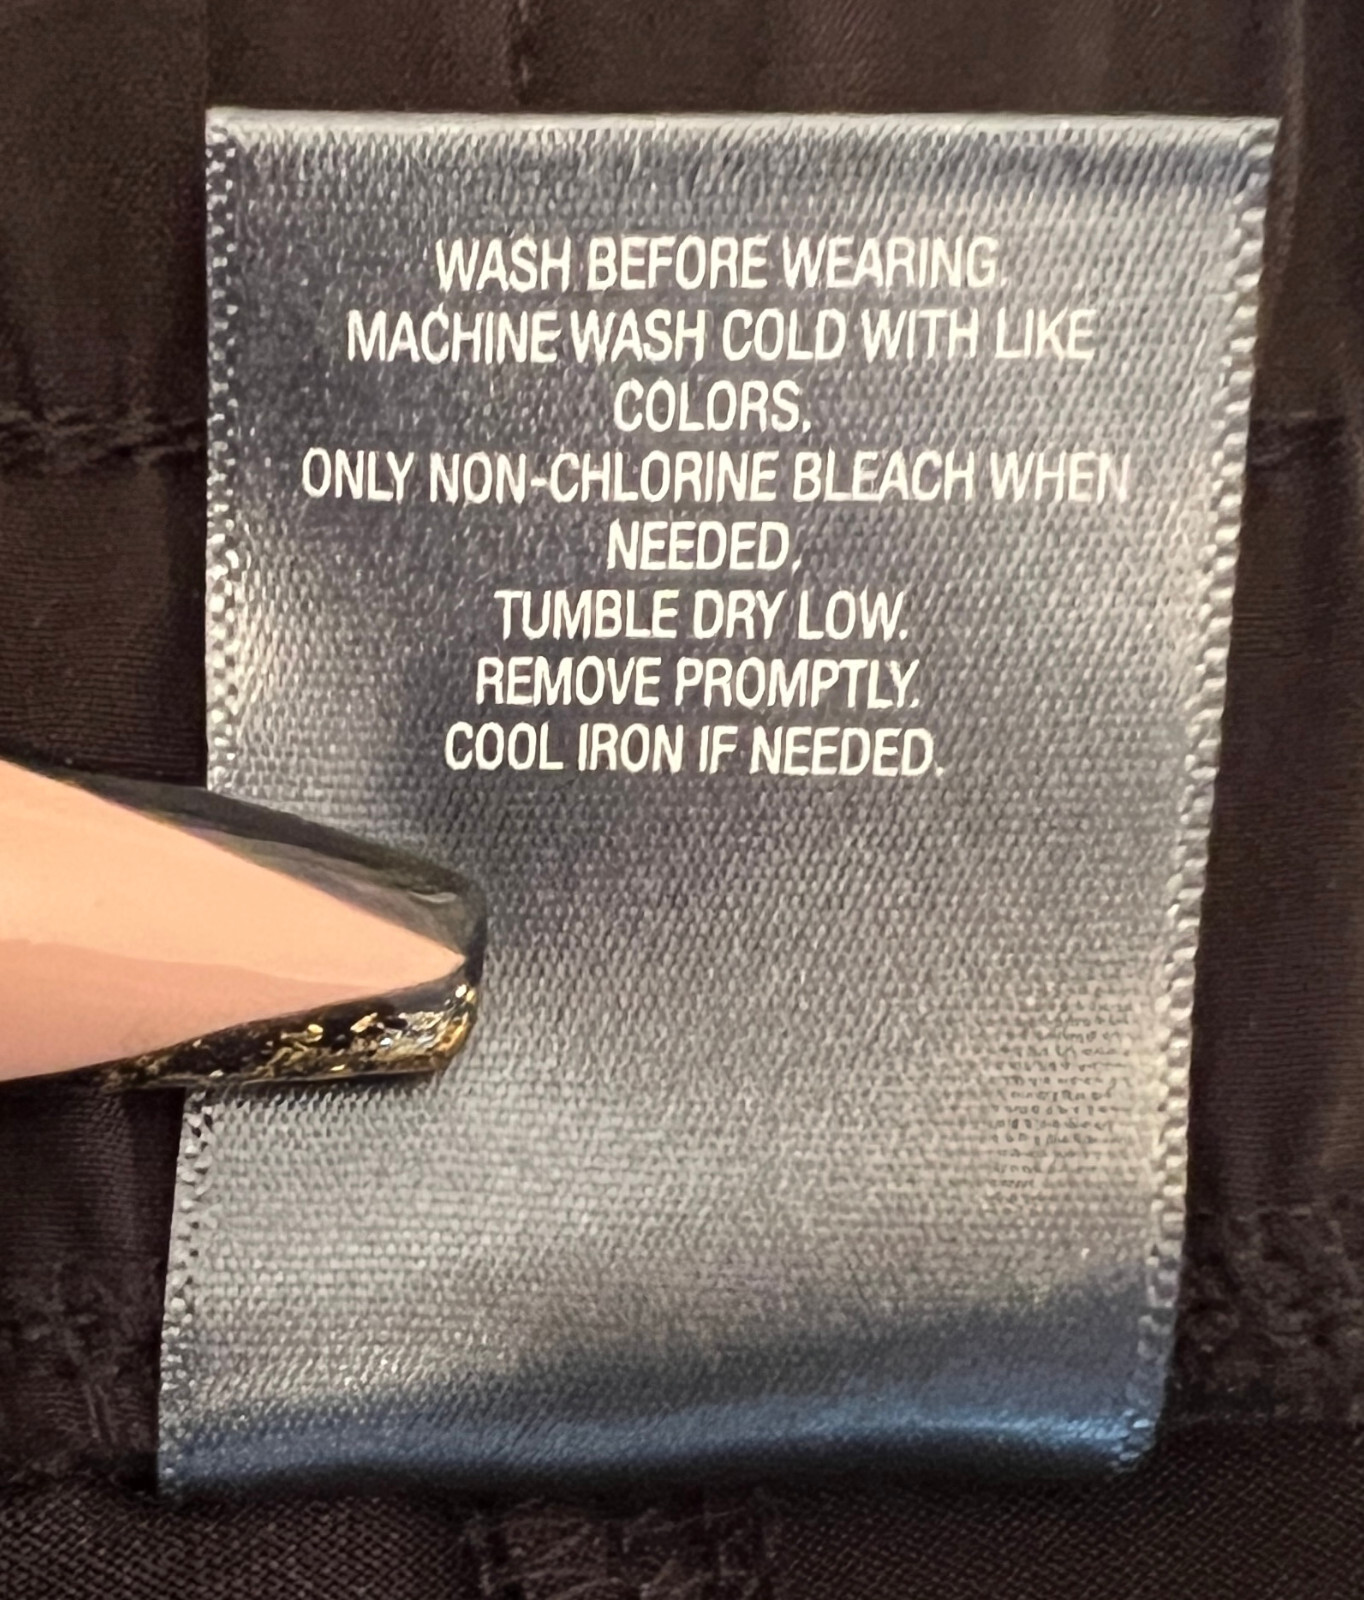 WASH BEFORE WEARING.
MACHINE WASH COLD WITH LIKE
COLORS.
ONLY NON-CHLORINE BLEACH WHEN
NEEDED.
TUMBLE DRY LOW.
REMOVE PROMPTLY.
COOL IRON IF NEEDED.